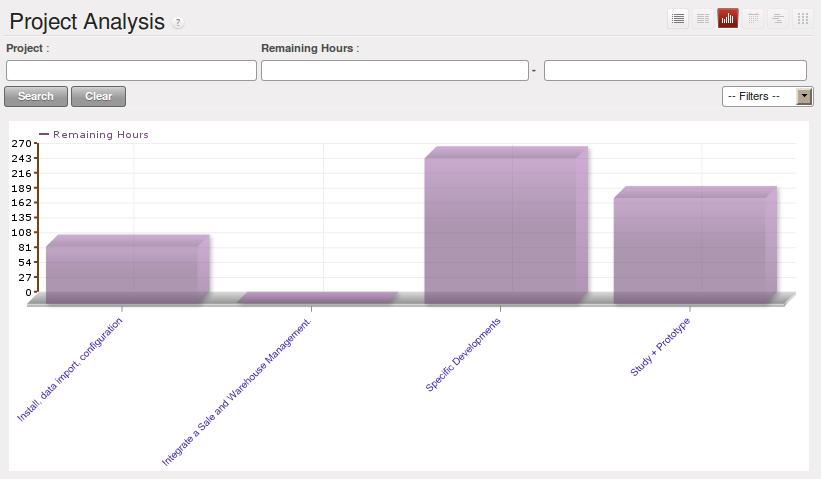 Project Analysis ?
Project :
Remaining Hours :
-
Search
Clear
-- Filters --
Remaining Hours
270
243
216
189
162
135
108
81
54
27
0
Install, data import, configuration
Integrate a Sale and Warehouse Management.
Specific Developments
Study + Prototype